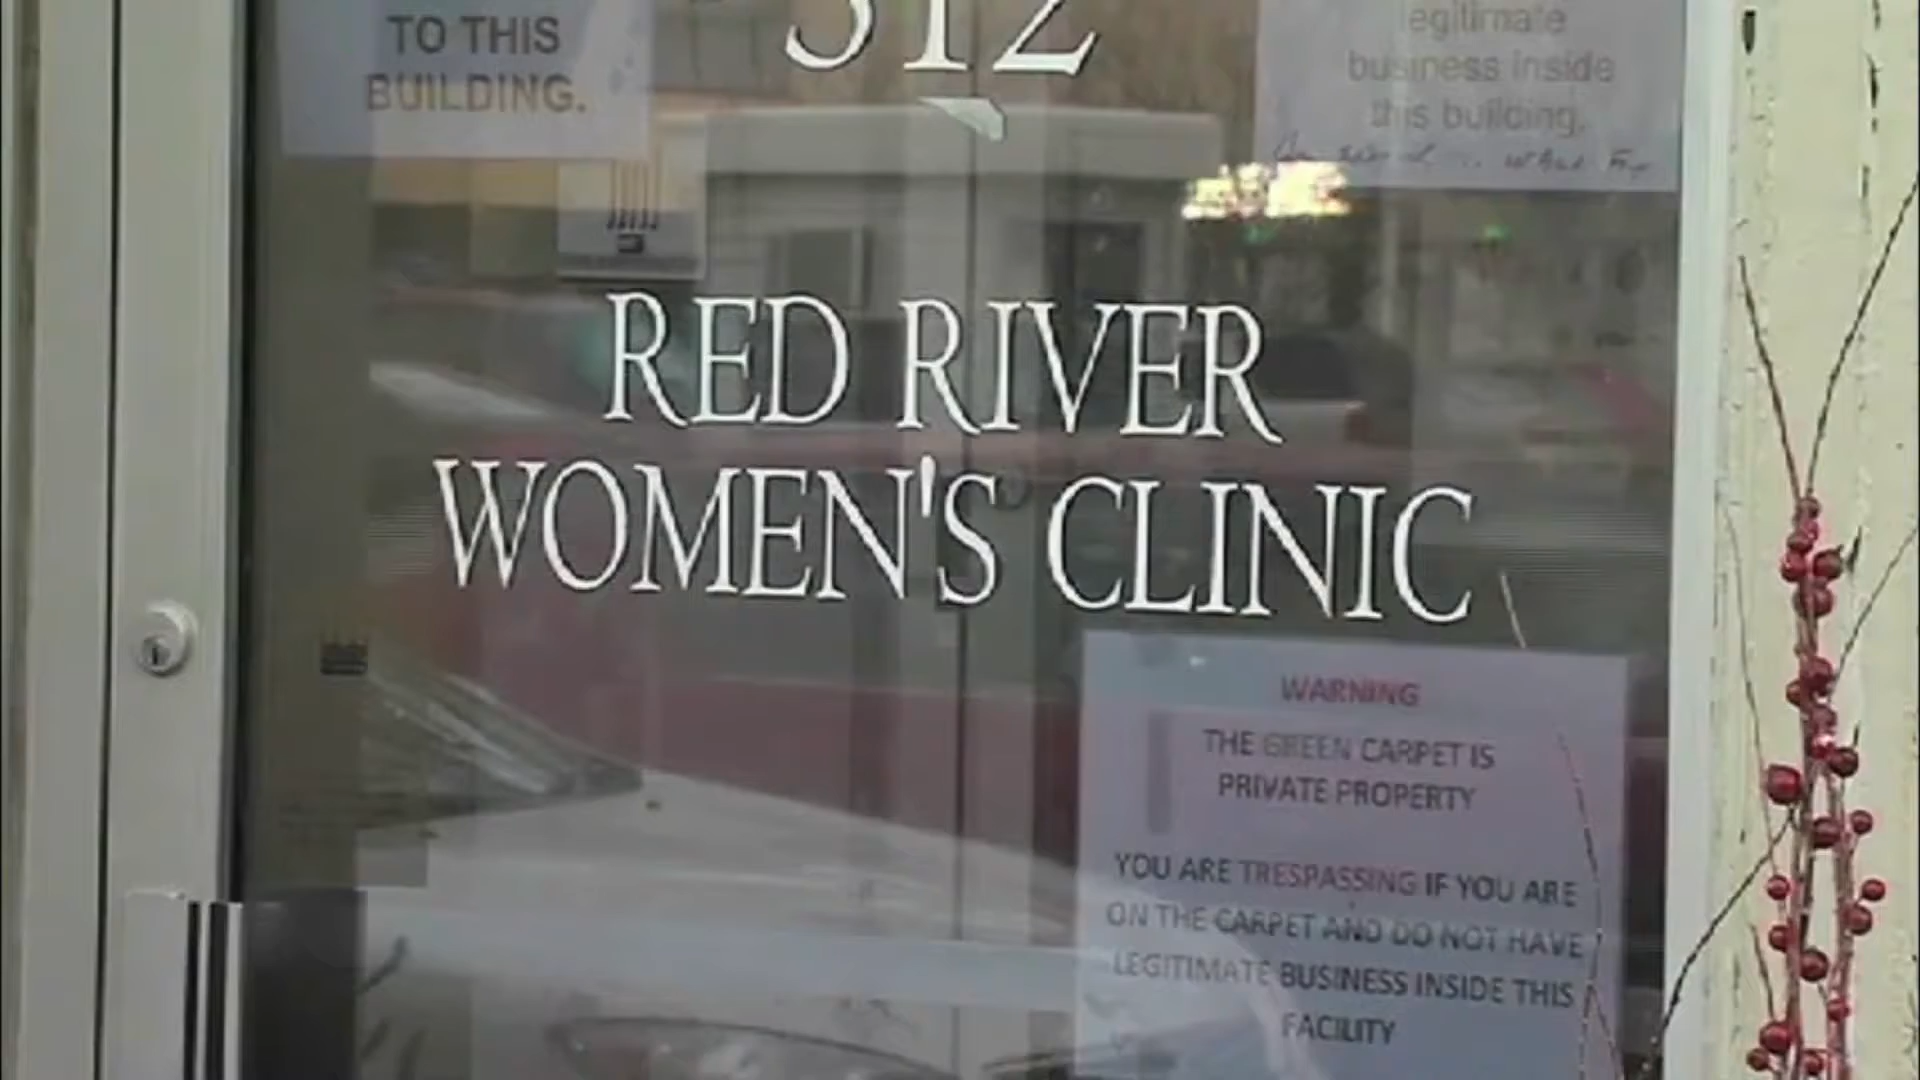 TO THIS
BUILDING.
312
legitimate
business inside
this building.
RED RIVER
WOMEN'S CLINIC
WARNING
THE GREEN CARPET IS
PRIVATE PROPERTY
YOU ARE TRESPASSING IF YOU ARE
ON THE CARPET AND DO NOT HAVE
LEGITIMATE BUSINESS INSIDE THIS
FACILITY